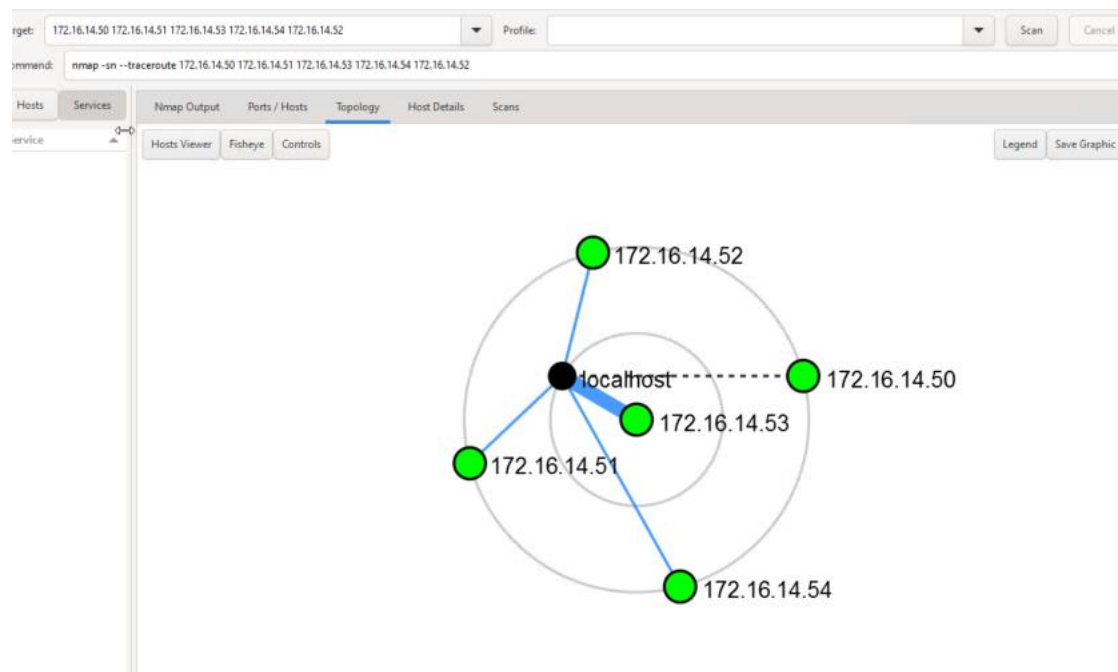 rget: 172.16.14.50 172.16.14.51 172.16.14.53 172.16.14.54 172.16.14.52 Profile: Scan Cancel
ommand: nmap -sn --traceroute 172.16.14.50 172.16.14.51 172.16.14.53 172.16.14.54 172.16.14.52
Hosts Services Nmap Output Ports / Hosts Topology Host Details Scans
ervice Hosts Viewer Fisheye Controls Legend Save Graphic
172.16.14.52
localhost
172.16.14.50
172.16.14.53
172.16.14.51
172.16.14.54